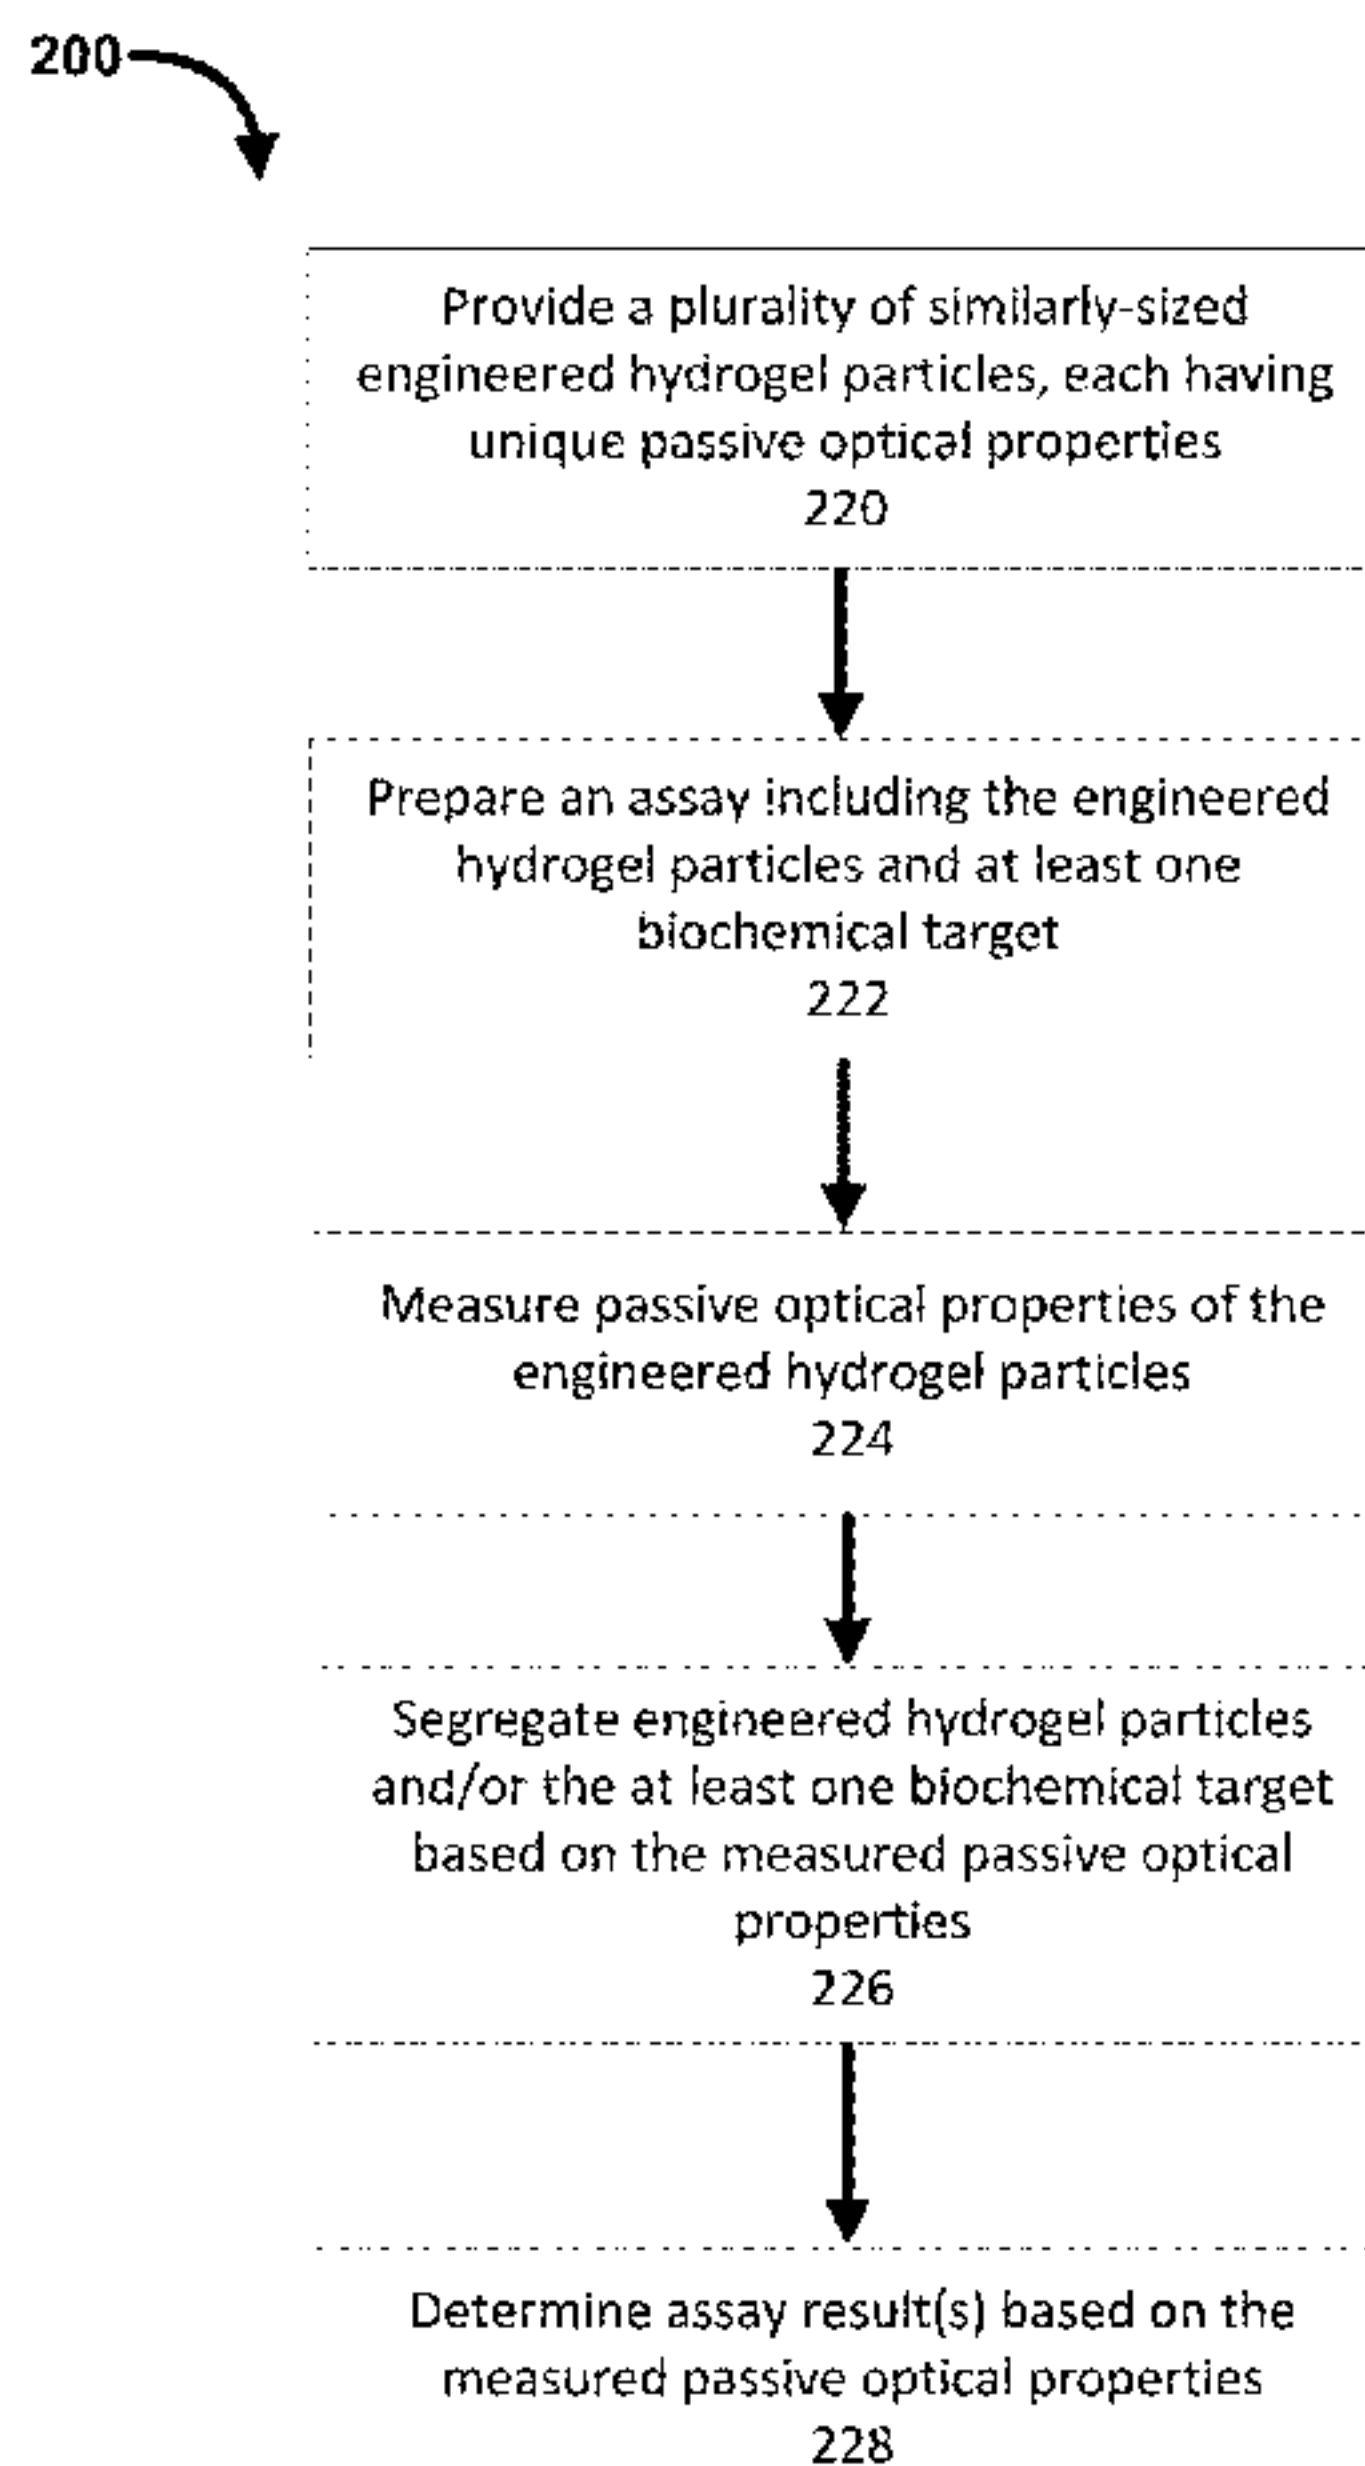 200
Provide a plurality of similarly-sized
engineered hydrogel particles, each having
unique passive optical properties
220
Prepare an assay including the engineered
hydrogel particles and at least one
biochemical target
222
Measure passive optical properties of the
engineered hydrogel particles
224
Segregate engineered hydrogel particles
and/or the at least one biochemical target
based on the measured passive optical
properties
226
Determine assay result(s) based on the
measured passive optical properties
228